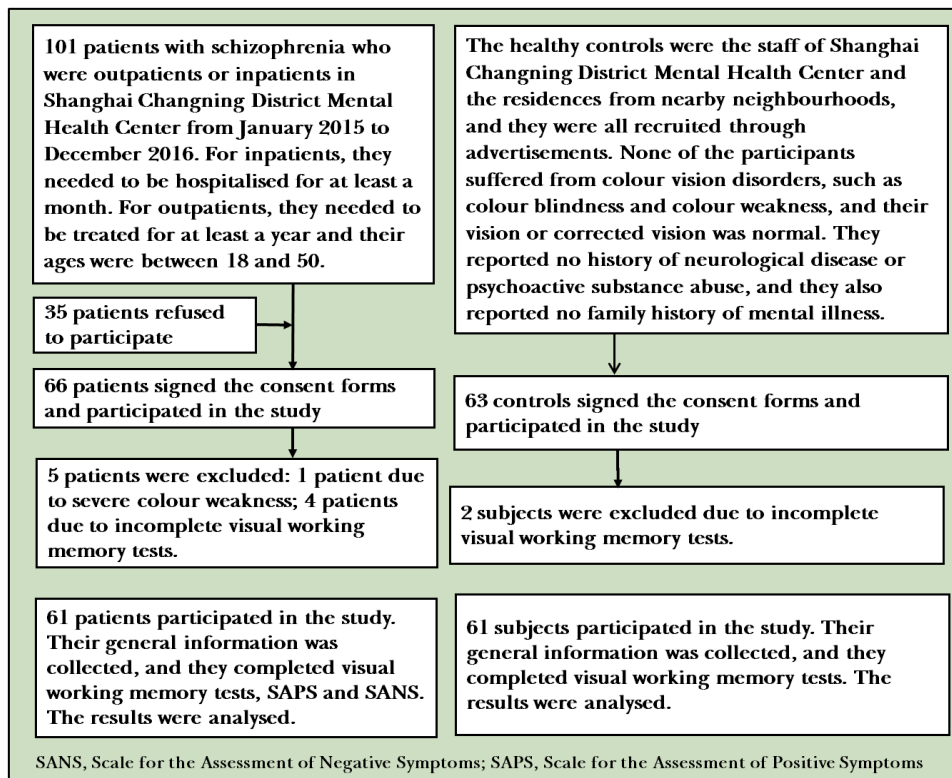 101 patients with schizophrenia who
were outpatients or inpatients in
Shanghai Changning District Mental
Health Center from January 2015 to
December 2016. For inpatients, they
needed to be hospitalised for at least a
month. For outpatients, they needed to
be treated for at least a year and their
ages were between 18 and 50.
35 patients refused
to participate
66 patients signed the consent forms
and participated in the study
5 patients were excluded: 1 patient due
to severe colour weakness; 4 patients
due to incomplete visual working
memory tests.
61 patients participated in the study.
Their general information was
collected, and they completed visual
working memory tests, SAPS and SANS.
The results were analysed.
The healthy controls were the staff of Shanghai
Changning District Mental Health Center and
the residences from nearby neighbourhoods,
and they were all recruited through
advertisements. None of the participants
suffered from colour vision disorders, such as
colour blindness and colour weakness, and their
vision or corrected vision was normal. They
reported no history of neurological disease or
psychoactive substance abuse, and they also
reported no family history of mental illness.
63 controls signed the consent forms and
participated in the study
2 subjects were excluded due to incomplete
visual working memory tests.
61 subjects participated in the study. Their
general information was collected, and they
completed visual working memory tests. The
results were analysed.
SANS, Scale for the Assessment of Negative Symptoms; SAPS, Scale for the Assessment of Positive Symptoms